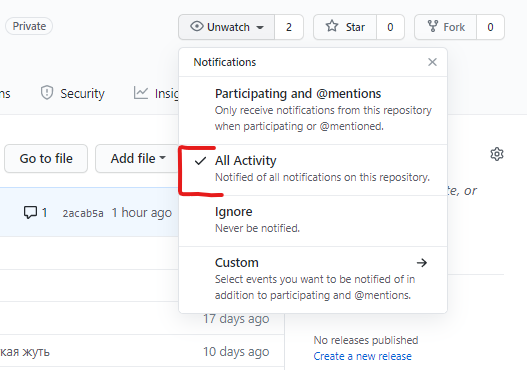 Private
Unwatch 2
Star 0
Fork 0
Notifications
Participating and @mentions
Only receive notifications from this repository
when participating or @mentioned.
ns
Security
Insig
Go to file
Add file
All Activity
Notified of all notifications on this repository.
te, or
1 2acab5a 1 hour ago
Ignore
Never be notified.
Custom
Select events you want to be notified of in
addition to participating and @mentions.
17 days ago
No releases published
кая жуть 10 days ago
Create a new release